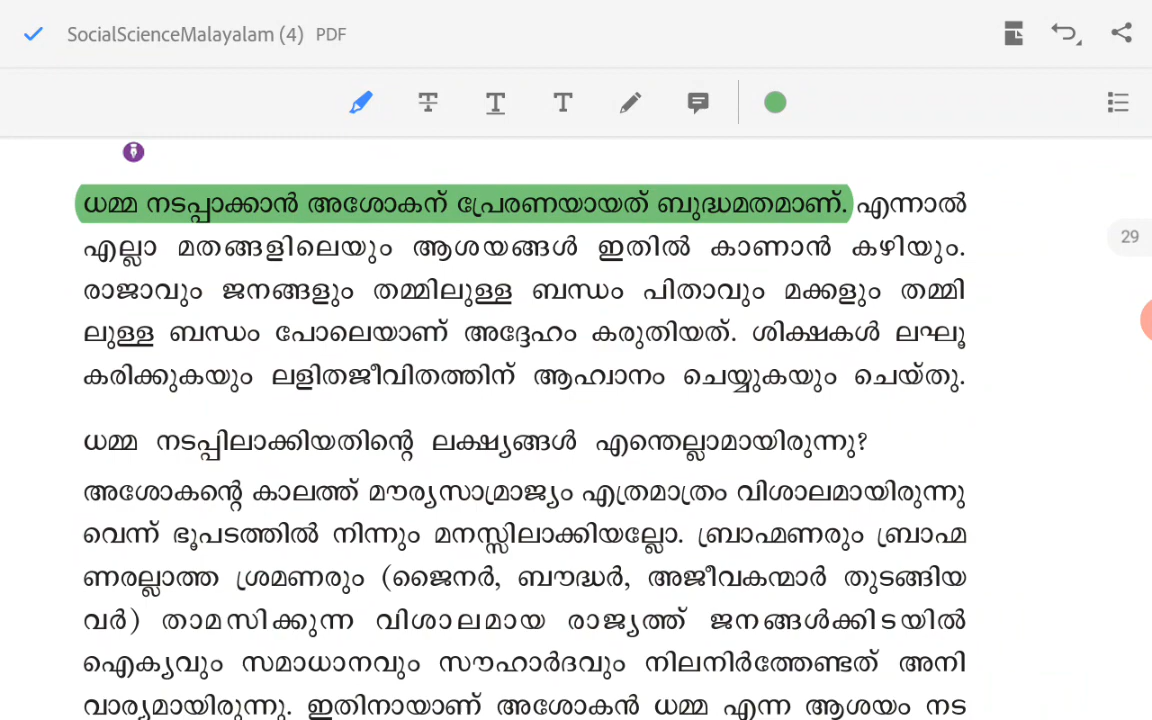 SocialScienceMalayalam (4) PDF
ധമ്മ നടപ്പാക്കാൻ അശോകന് പ്രേരണയായത് ബുദ്ധമതമാണ്. എന്നാൽ
എല്ലാ മതങ്ങളിലെയും ആശയങ്ങൾ ഇതിൽ കാണാൻ കഴിയും.
29
രാജാവും ജനങ്ങളും തമ്മിലുള്ള ബന്ധം പിതാവും മക്കളും തമ്മി
ലുള്ള ബന്ധം പോലെയാണ് അദ്ദേഹം കരുതിയത്. ശിക്ഷകൾ ലഘൂ
കരിക്കുകയും ലളിതജീവിതത്തിന് ആഹ്വാനം ചെയ്യുകയും ചെയ്തു.
ധമ്മ നടപ്പിലാക്കിയതിന്റെ ലക്ഷ്യങ്ങൾ എന്തെല്ലാമായിരുന്നു?
അശോകന്റെ കാലത്ത് മൗര്യസാമ്രാജ്യം എത്രമാത്രം വിശാലമായിരുന്നു
വെന്ന് ഭൂപടത്തിൽ നിന്നും മനസ്സിലാക്കിയല്ലോ. ബ്രാഹ്മണരും ബ്രാഹ്മ
ണരല്ലാത്ത ശ്രമണരും (ജൈനർ, ബൗദ്ധർ, അജീവകന്മാർ തുടങ്ങിയ
വർ) താമസിക്കുന്ന വിശാലമായ രാജ്യത്ത് ജനങ്ങൾക്കിടയിൽ
ഐക്യവും സമാധാനവും സൗഹാർദവും നിലനിർത്തേണ്ടത് അനി
വാര്യമായിരുന്നു. ഇതിനായാണ് അശോകൻ ധമ്മ എന്ന ആശയം നട